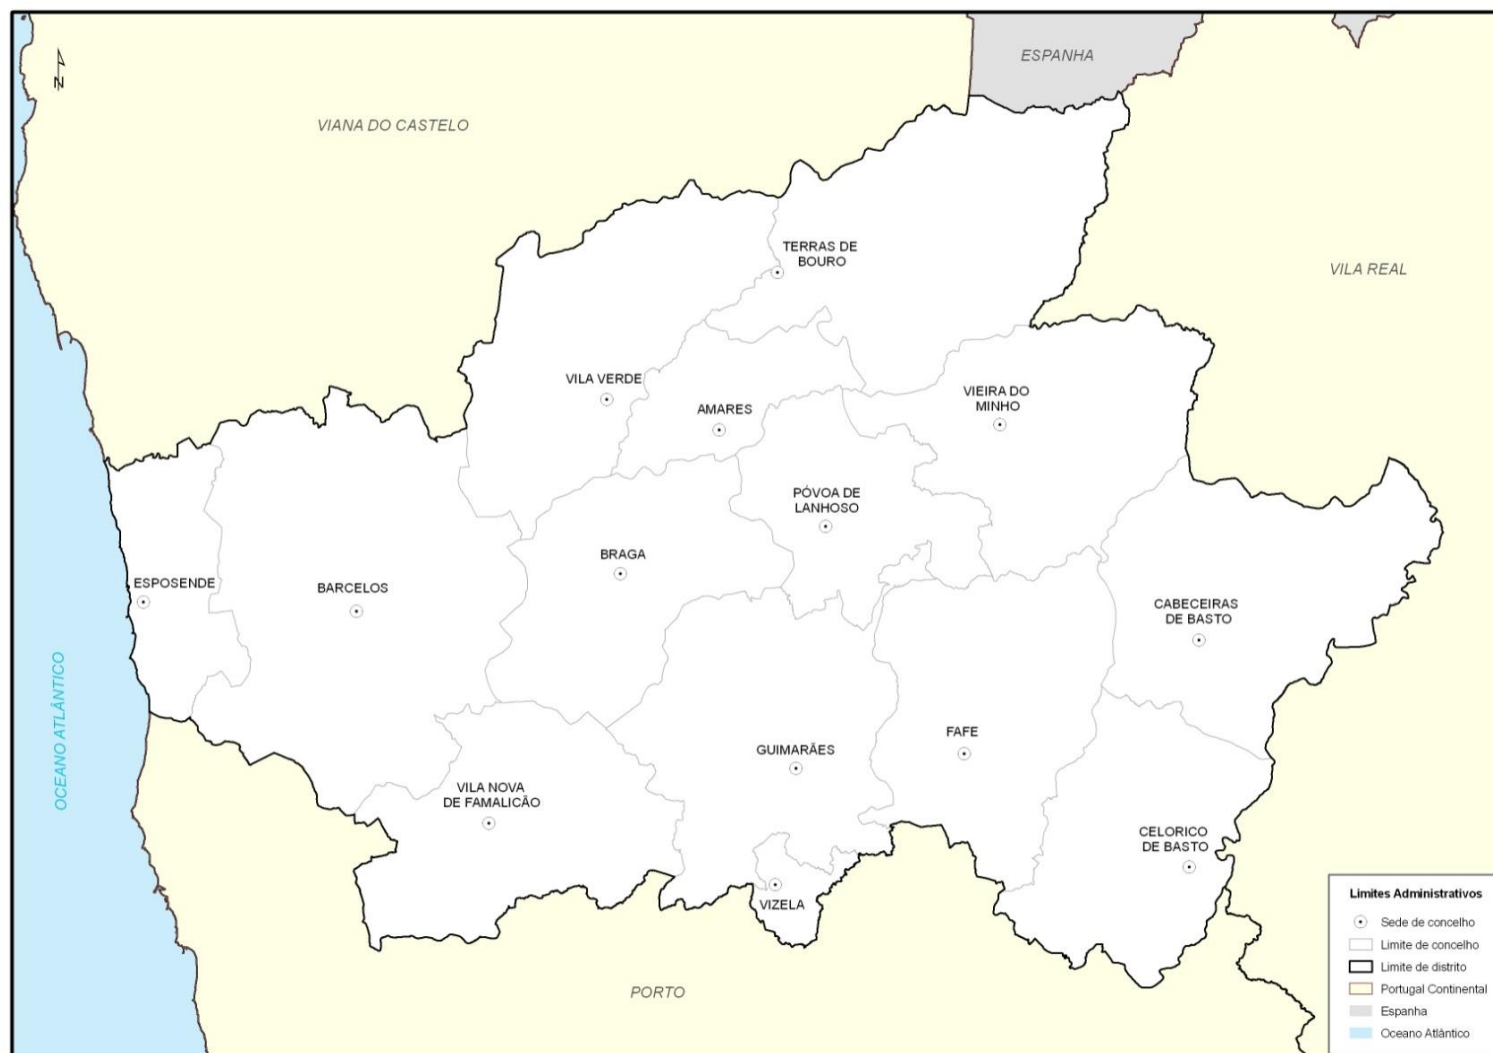 ESPANHA
N
VIANA DO CASTELO
TERRAS DE
BOURO
VILA REAL
VILA VERDE
VIEIRA DO
MINHO
AMARES
PÓVOA DE
LANHOSO
BRAGA
ESPOSENDE
BARCELOS
CABECEIRAS
DE BASTO
OCEANO ATLÂNTICO
FAFE
GUIMARÃES
VILA NOVA
DE FAMALICÃO
CELORICO
DE BASTO
VIZELA
PORTO
Limites Administrativos
Sede de concelho
Limite de concelho
Limite de distrito
Portugal Continental
Espanha
Oceano Atlântico